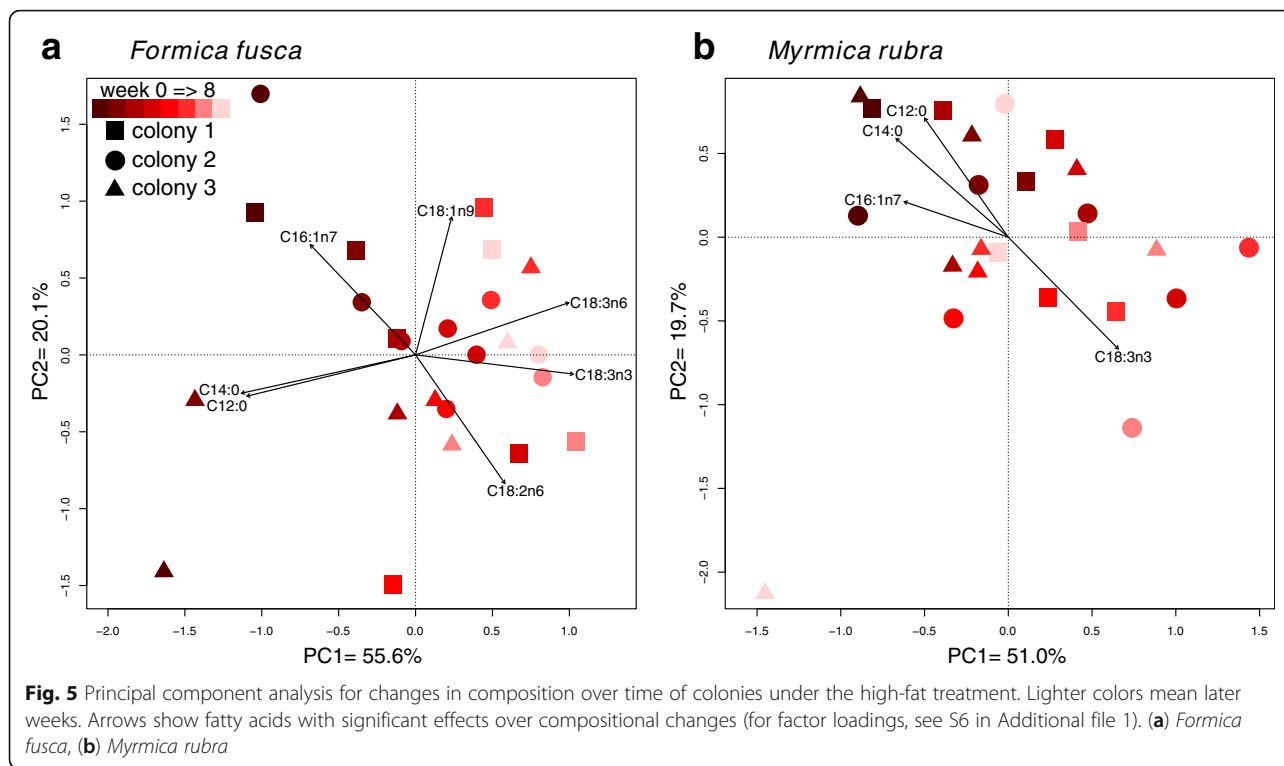 a Formica fusca
week 0 => 8
colony 1
colony 2
colony 3
C18:1n9
C16:1n7
C18:3n6
C18:3n3
C14:0
C12:0
C18:2n6
PC2= 20.1%
1.5
1.0
0.5
0.0
−0.5
−1.0
−1.5
−2.0 −1.5 −1.0 −0.5 0.0 0.5 1.0
PC1= 55.6%
b Myrmica rubra
C12:0
C14:0
C16:1n7
C18:3n3
PC2= 19.7%
0.5
0.0
−0.5
−1.0
−1.5
−2.0
−1.5 −1.0 −0.5 0.0 0.5 1.0 1.5
PC1= 51.0%
Fig. 5 Principal component analysis for changes in composition over time of colonies under the high-fat treatment. Lighter colors mean later
weeks. Arrows show fatty acids with significant effects over compositional changes (for factor loadings, see S6 in Additional file 1). (a) Formica
fusca, (b) Myrmica rubra